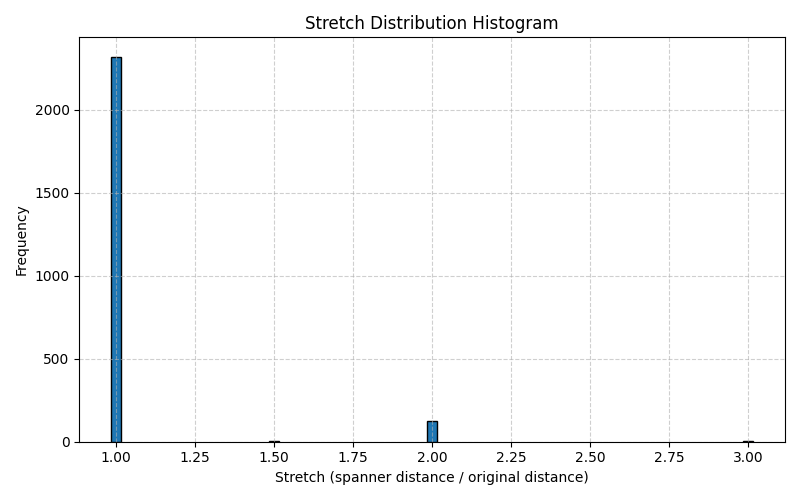 Stretch Distribution Histogram
Frequency
2000
1500
1000
500
0
1.00 1.25 1.50 1.75 2.00 2.25 2.50 2.75 3.00
Stretch (spanner distance / original distance)